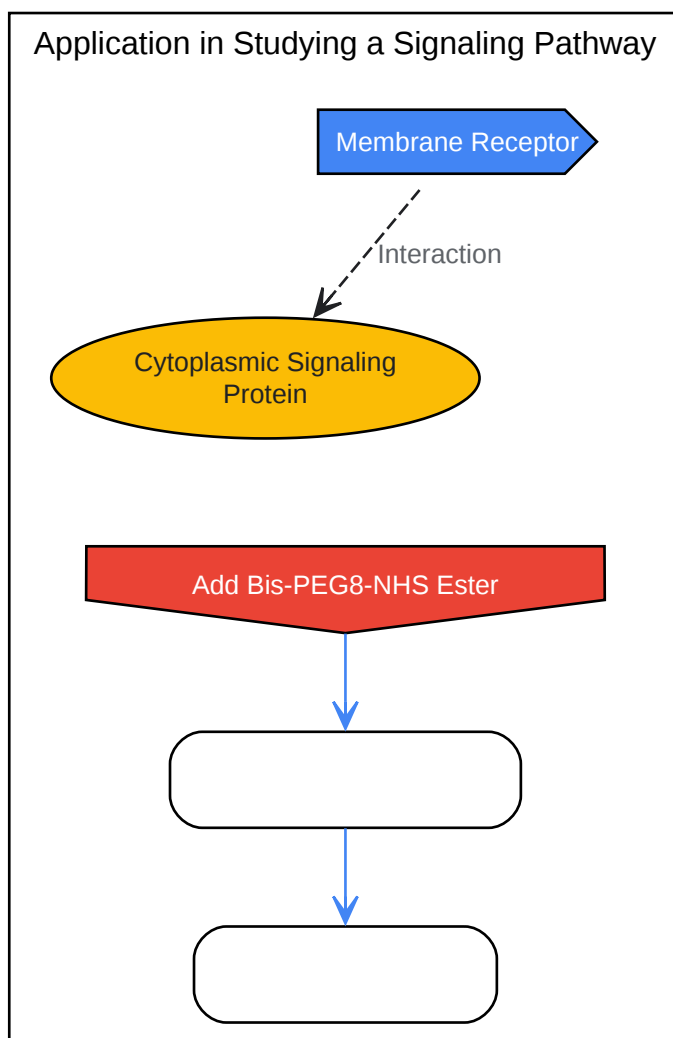 Application in Studying a Signaling Pathway
Membrane Receptor
Interaction
Cytoplasmic Signaling
Protein
Add Bis-PEG8-NHS Ester